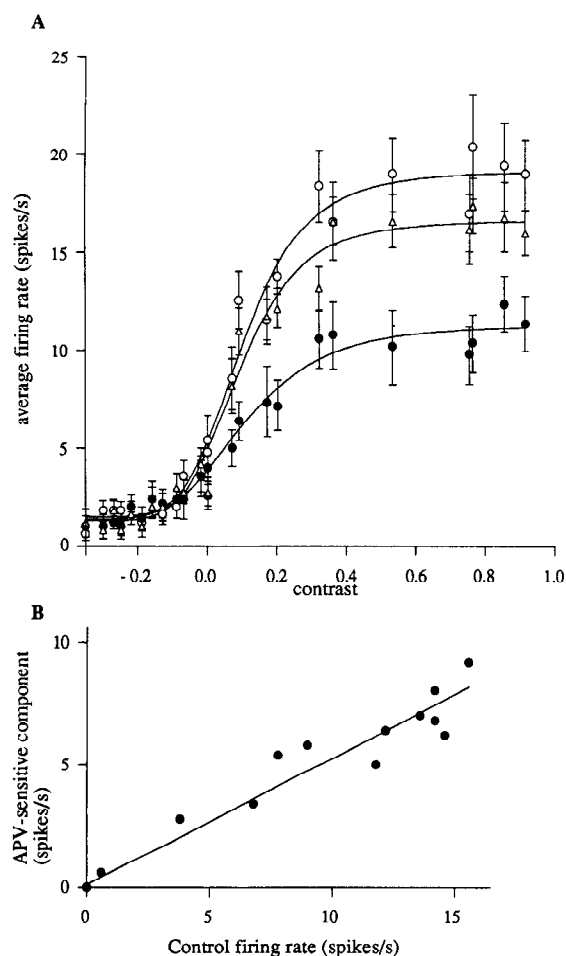 A
25
20
15
10
5
0
average firing rate (spikes/s)
- 0.2
0.0
0.2
0.4
0.6
0.8
1.0
contrast
B
10
5
0
APV-sensitive component
(spikes/s)
0
5
10
15
Control firing rate (spikes/s)